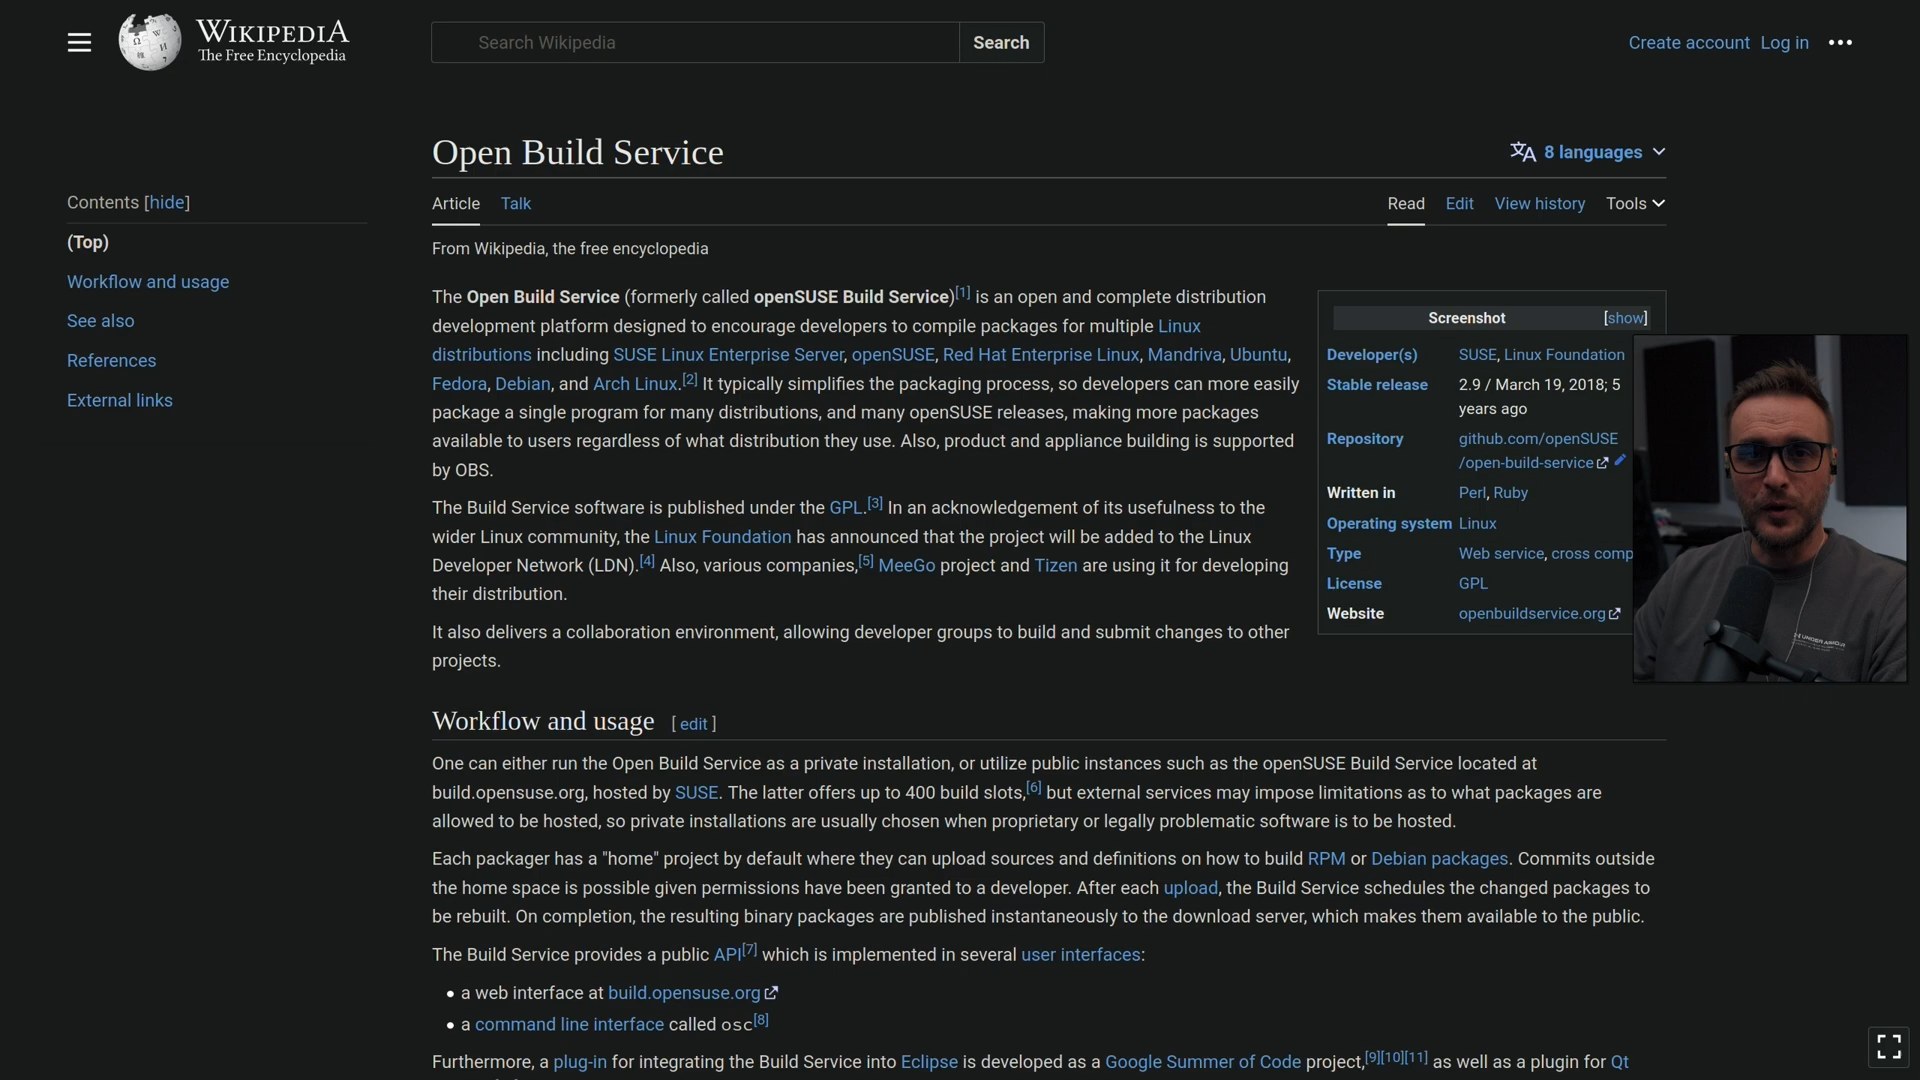 WIKIPEDIA
The Free Encyclopedia
Search Wikipedia
Search
Create account Log in
Open Build Service
8 languages
Contents [hide]
(Top)
Workflow and usage
See also
References
External links
Article Talk
Read Edit View history Tools
From Wikipedia, the free encyclopedia
The Open Build Service (formerly called openSUSE Build Service)[1] is an open and complete distribution
development platform designed to encourage developers to compile packages for multiple Linux
distributions including SUSE Linux Enterprise Server, openSUSE, Red Hat Enterprise Linux, Mandriva, Ubuntu,
Fedora, Debian, and Arch Linux.[2] It typically simplifies the packaging process, so developers can more easily
package a single program for many distributions, and many openSUSE releases, making more packages
available to users regardless of what distribution they use. Also, product and appliance building is supported
by OBS.
The Build Service software is published under the GPL.[3] In an acknowledgement of its usefulness to the
wider Linux community, the Linux Foundation has announced that the project will be added to the Linux
Developer Network (LDN).[4] Also, various companies,[5] MeeGo project and Tizen are using it for developing
their distribution.
It also delivers a collaboration environment, allowing developer groups to build and submit changes to other
projects.
Screenshot [show]
Developer(s) SUSE, Linux Foundation
Stable release 2.9 / March 19, 2018; 5
years ago
Repository github.com/openSUSE
/open-build-service
Written in Perl, Ruby
Operating system Linux
Type Web service, cross comp
License GPL
Website openbuildservice.org
UNDER ARMOUR
Workflow and usage [ edit ]
One can either run the Open Build Service as a private installation, or utilize public instances such as the openSUSE Build Service located at
build.opensuse.org, hosted by SUSE. The latter offers up to 400 build slots,[6] but external services may impose limitations as to what packages are
allowed to be hosted, so private installations are usually chosen when proprietary or legally problematic software is to be hosted.
Each packager has a "home" project by default where they can upload sources and definitions on how to build RPM or Debian packages. Commits outside
the home space is possible given permissions have been granted to a developer. After each upload, the Build Service schedules the changed packages to
be rebuilt. On completion, the resulting binary packages are published instantaneously to the download server, which makes them available to the public.
The Build Service provides a public API[7] which is implemented in several user interfaces:
• a web interface at build.opensuse.org
• a command line interface called osc[8]
Furthermore, a plug-in for integrating the Build Service into Eclipse is developed as a Google Summer of Code project,[9][10][11] as well as a plugin for Qt